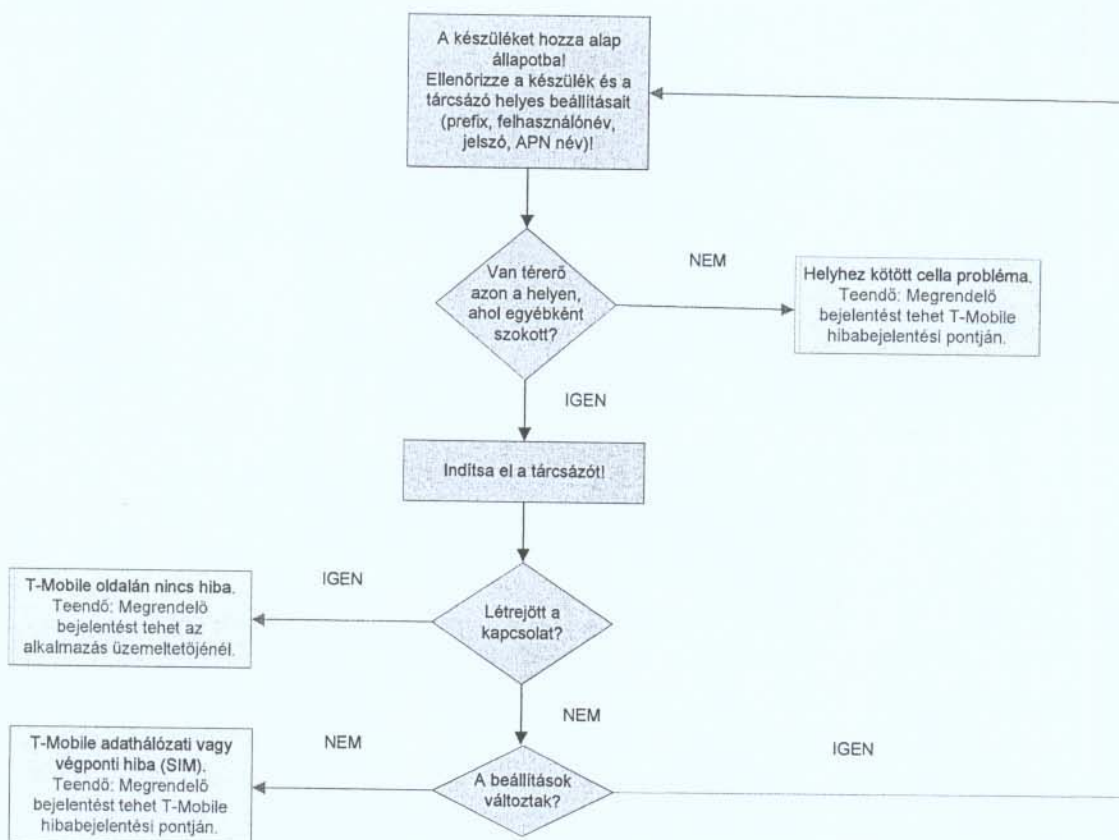 A készüléket hozza alap
állapotba!
Ellenőrizze a készülék és a
tárcsázó helyes beállításait
(prefix, felhasználónév,
jelszó, APN név)!
Van térerő
azon a helyen,
ahol egyébként
szokott?
NEM
Helyhez kötött cella probléma.
Teendő: Megrendelő
bejelentést tehet T-Mobile
hibabejelentési pontján.
IGEN
Indítsa el a tárcsázót!
Létrejött a
kapcsolat?
IGEN
T-Mobile oldalán nincs hiba.
Teendő: Megrendelő
bejelentést tehet az
alkalmazás üzemeltetőjénél.
NEM
A beállítások
változtak?
NEM
T-Mobile adathálózati vagy
végponti hiba (SIM).
Teendő: Megrendelő
bejelentést tehet T-Mobile
hibabejelentési pontján.
IGEN